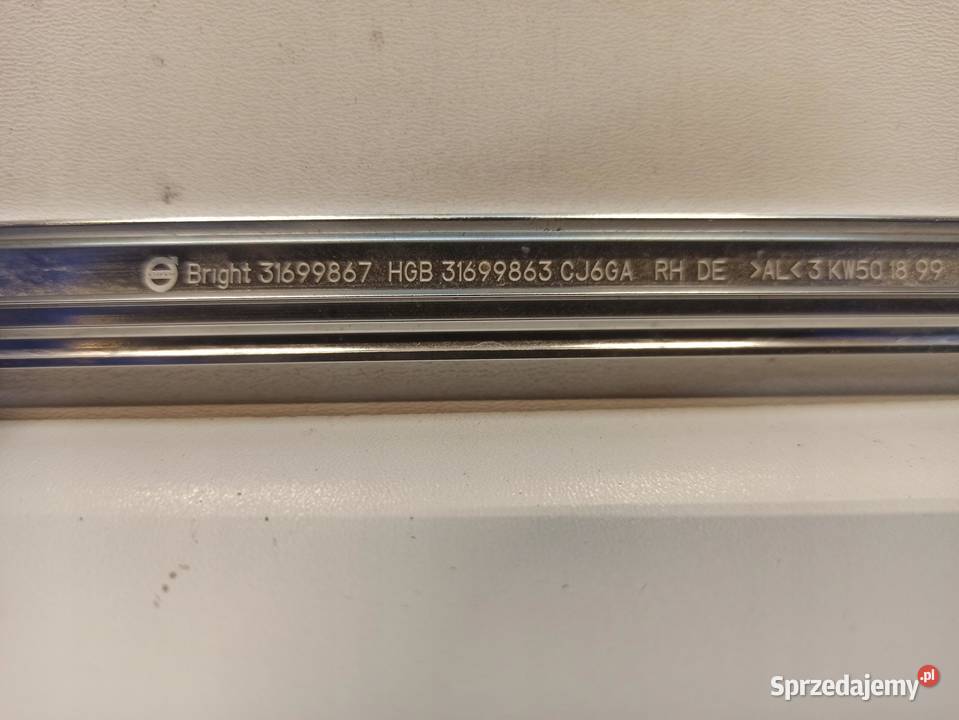 Bright 31699867 HGB 31699863 CJ6GA RH DE >AL< 3 KW50 18 99
Sprzedajemy.pl